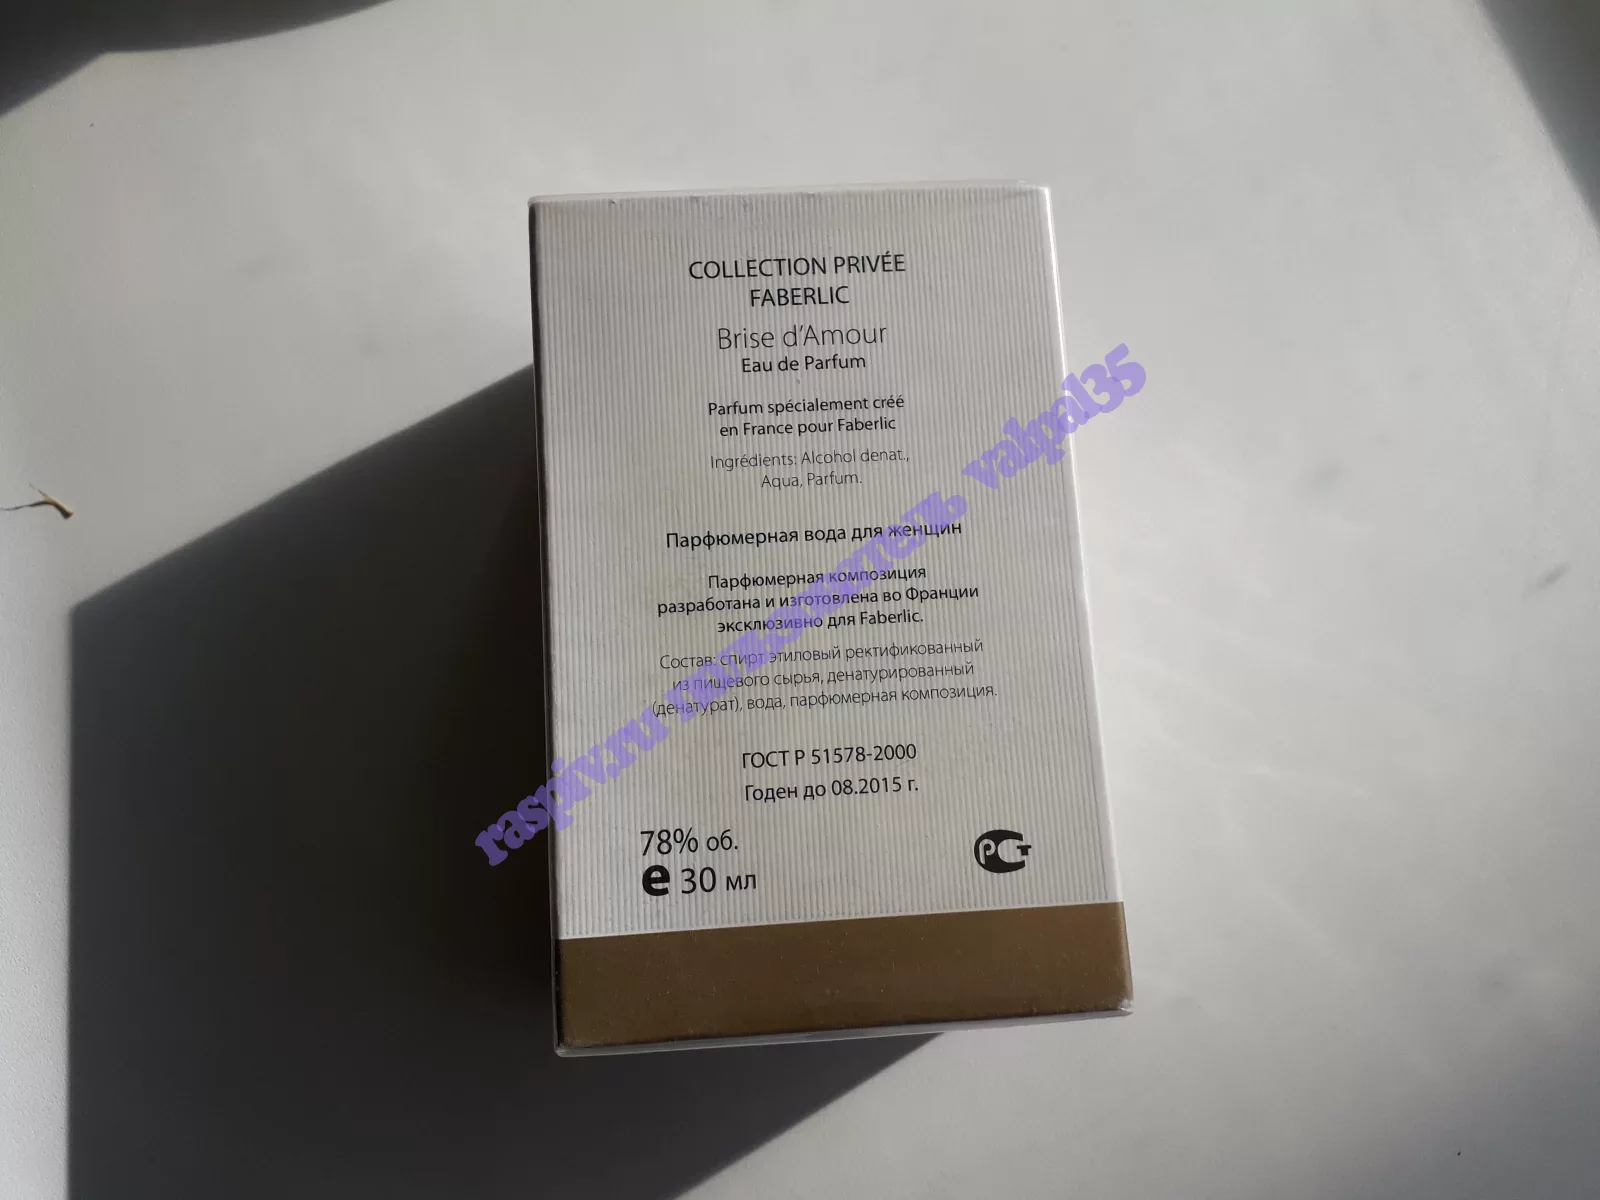 COLLECTION PRIVÉE
FABERLIC
Brise d'Amour
Eau de Parfum
Parfum spécialement créé
en France pour Faberlic
Ingrédients: Alcohol denat.,
Aqua, Parfum.
Парфюмерная вода для женщин
Парфюмерная композиция
разработана и изготовлена во Франции
эксклюзивно для Faberlic.
Состав: спирт этиловый ректификованный
из пищевого сырья, денатурированный
(денатурат), вода, парфюмерная композиция.
ГОСТ Р 51578-2000
Годен до 08.2015 г.
78% об.
e 30 мл
РСТ
raspiv.ru пользователь valpal35